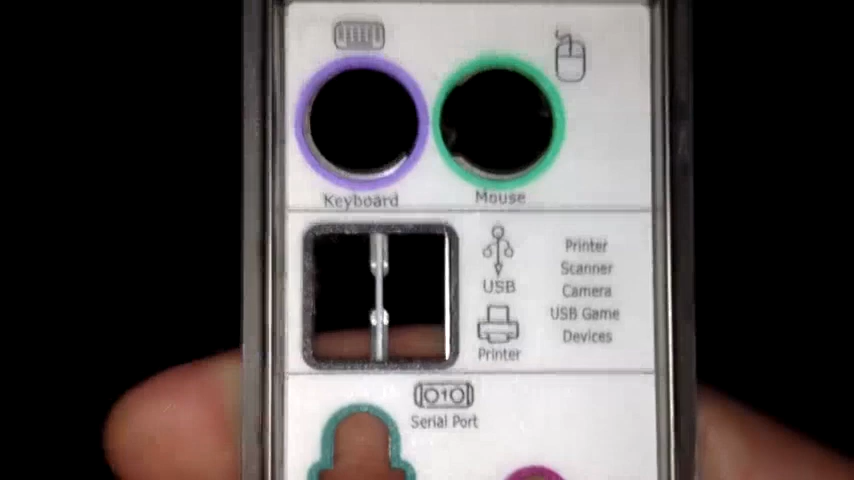 Keyboard
Mouse
USB
Printer
Printer
Scanner
Camera
USB Game
Devices
Serial Port